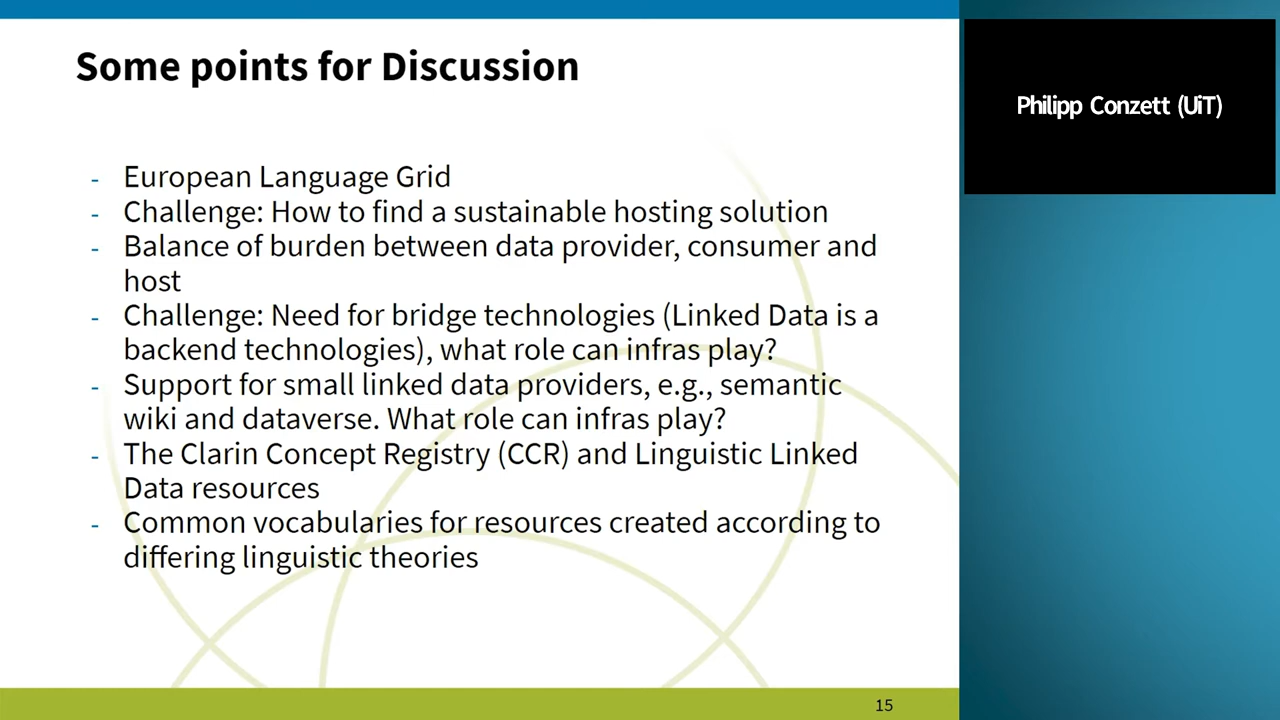 Some points for Discussion
Philipp Conzett (UiT)
- European Language Grid
- Challenge: How to find a sustainable hosting solution
- Balance of burden between data provider, consumer and
host
- Challenge: Need for bridge technologies (Linked Data is a
backend technologies), what role can infras play?
- Support for small linked data providers, e.g., semantic
wiki and dataverse. What role can infras play?
- The Clarin Concept Registry (CCR) and Linguistic Linked
Data resources
- Common vocabularies for resources created according to
differing linguistic theories
15